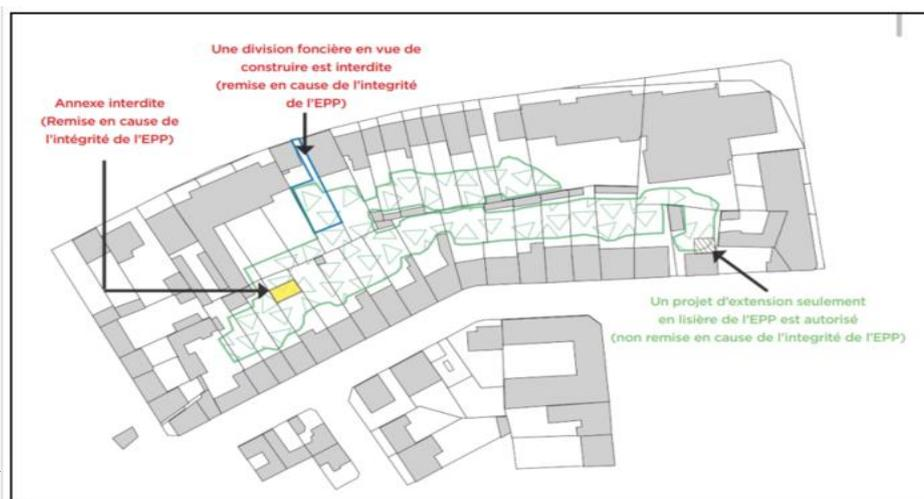 Une division foncière en vue de
construire est interdite
(remise en cause de l'integrité
de l'EPP)
Annexe interdite
(Remise en cause de
l'intégrité de l'EPP)
Un projet d'extension seulement
en lisière de l'EPP est autorisé
(non remise en cause de l'integrité de l'EPP)